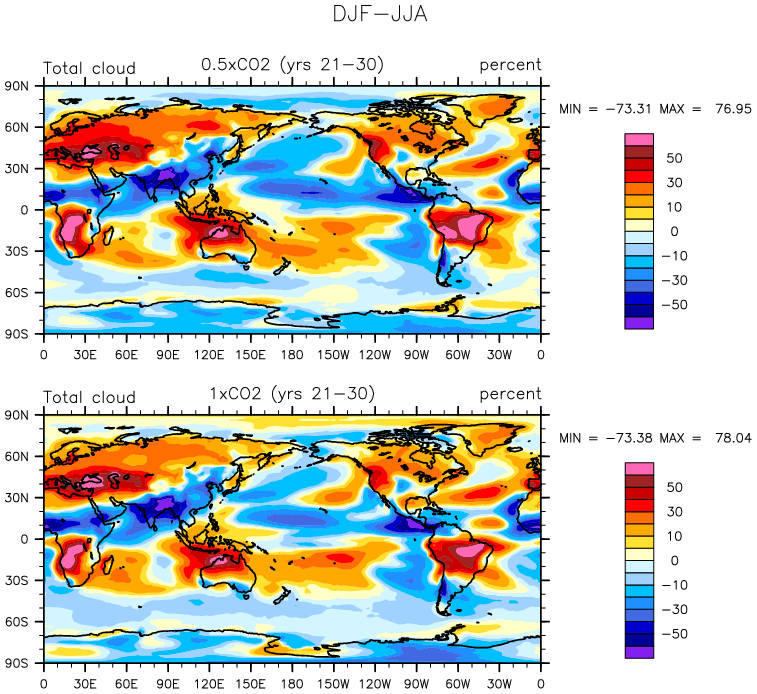 DJF−JJA
Total cloud 0.5xCO2 (yrs 21−30) percent
MIN = −73.31 MAX = 76.95
90N
60N
30N
0
30S
60S
90S
0 30E 60E 90E 120E 150E 180 150W 120W 90W 60W 30W 0
50
30
10
0
−10
−30
−50
Total cloud 1xCO2 (yrs 21−30) percent
MIN = −73.38 MAX = 78.04
90N
60N
30N
0
30S
60S
90S
0 30E 60E 90E 120E 150E 180 150W 120W 90W 60W 30W 0
50
30
10
0
−10
−30
−50